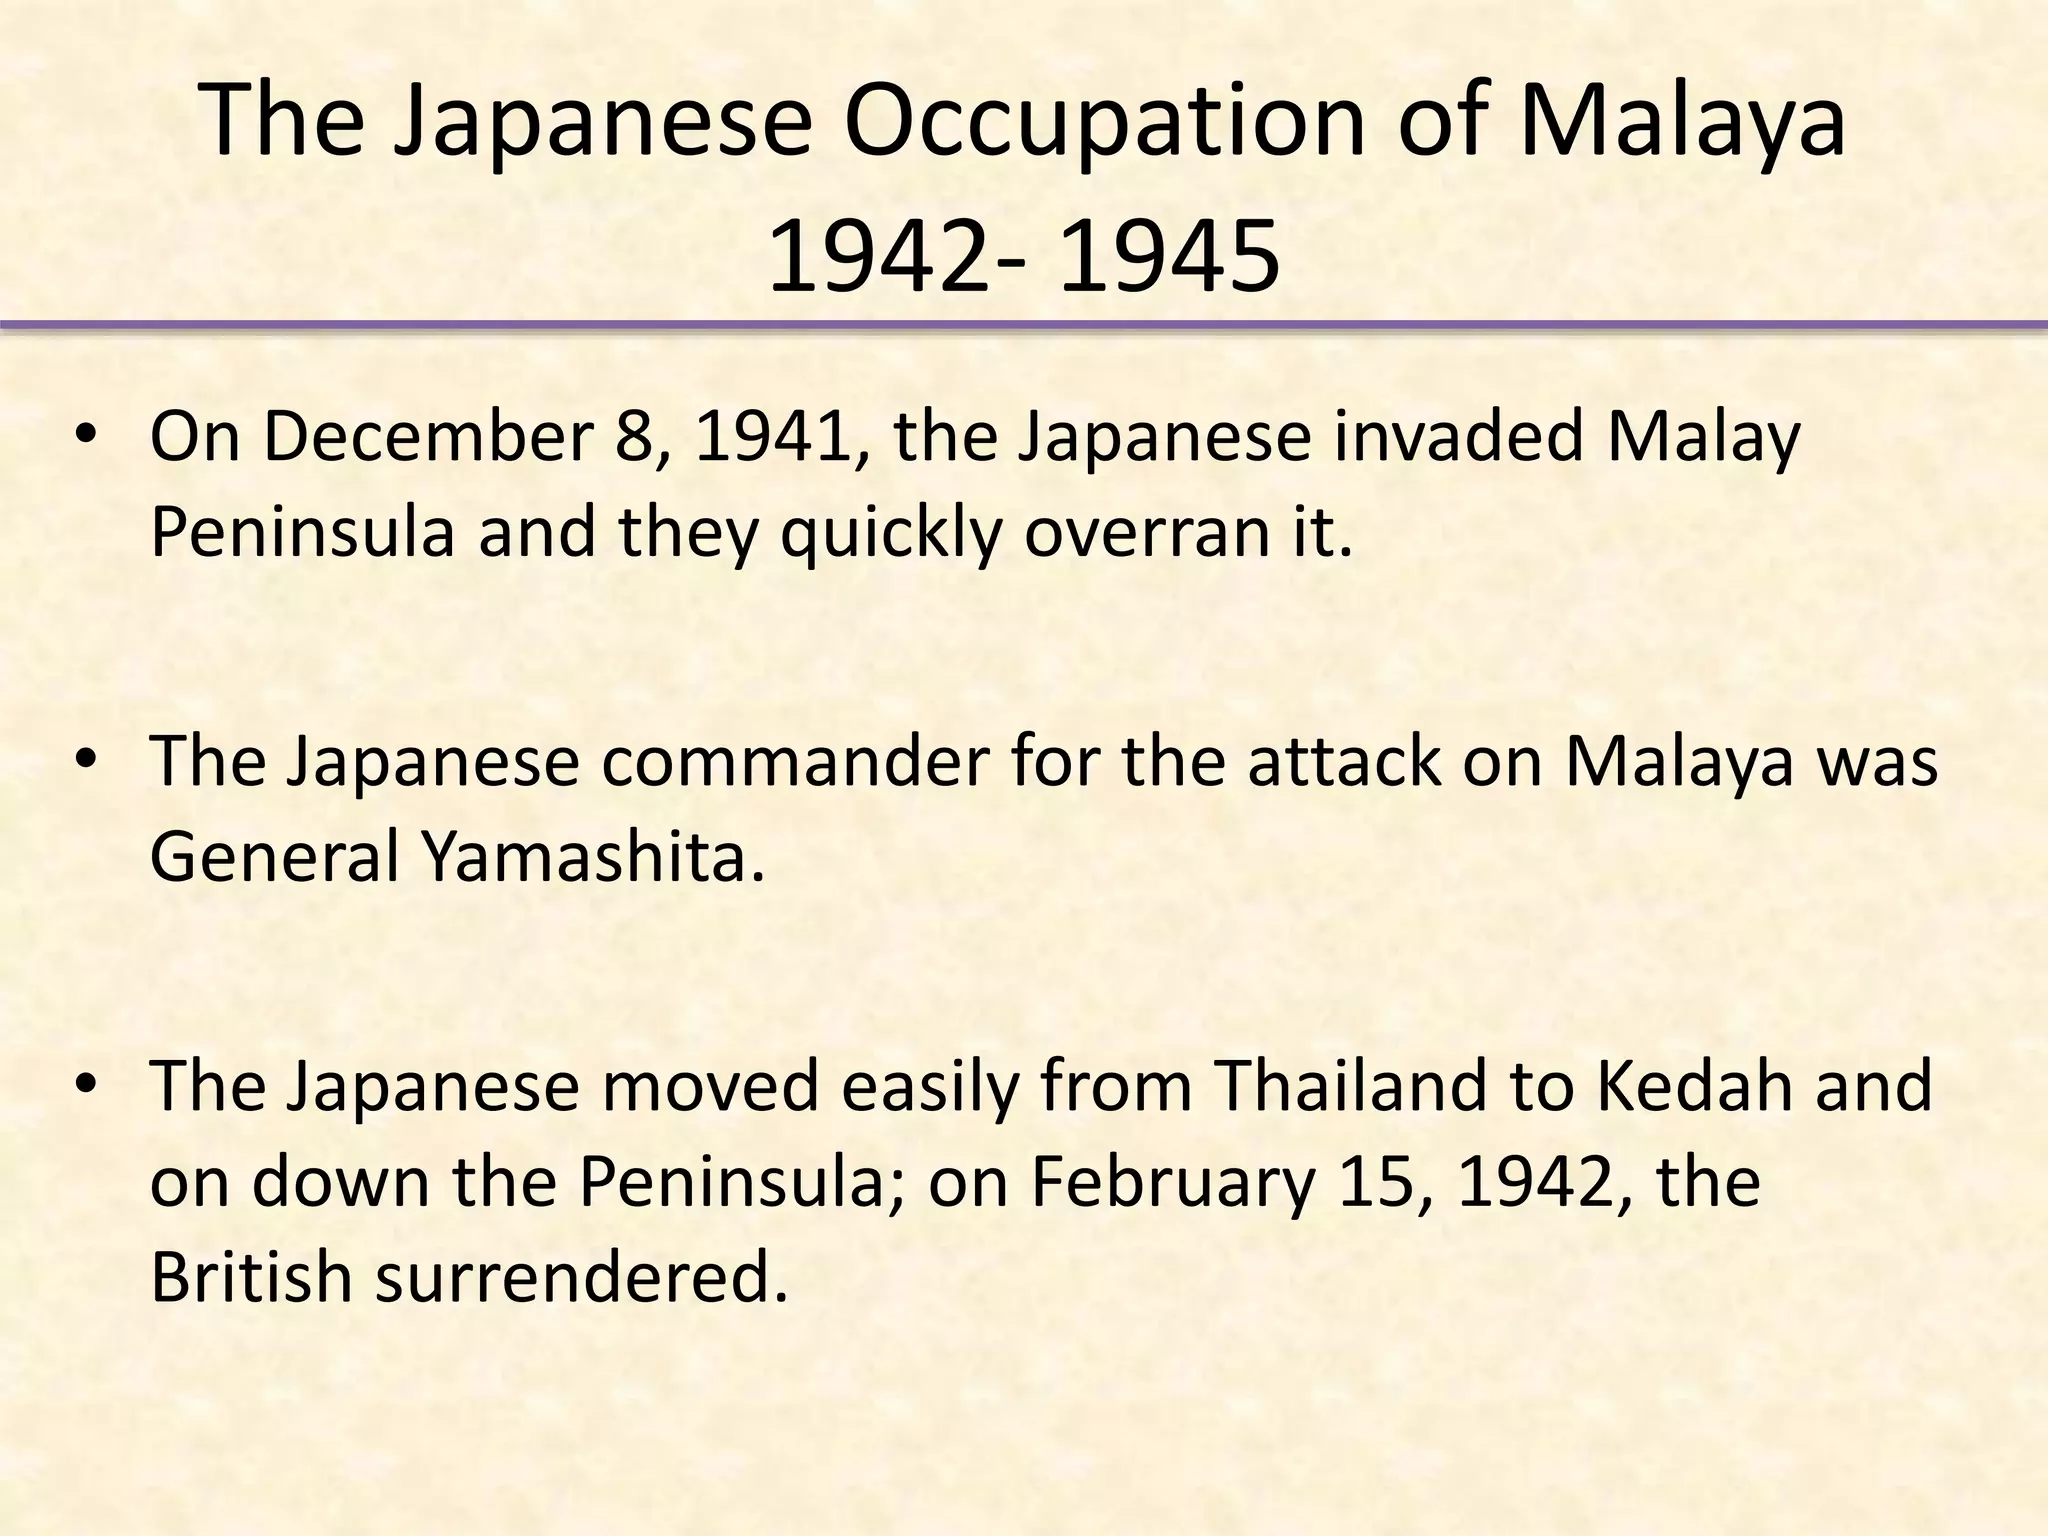 The Japanese Occupation of Malaya
1942- 1945
• On December 8, 1941, the Japanese invaded Malay
Peninsula and they quickly overran it.
• The Japanese commander for the attack on Malaya was
General Yamashita.
• The Japanese moved easily from Thailand to Kedah and
on down the Peninsula; on February 15, 1942, the
British surrendered.